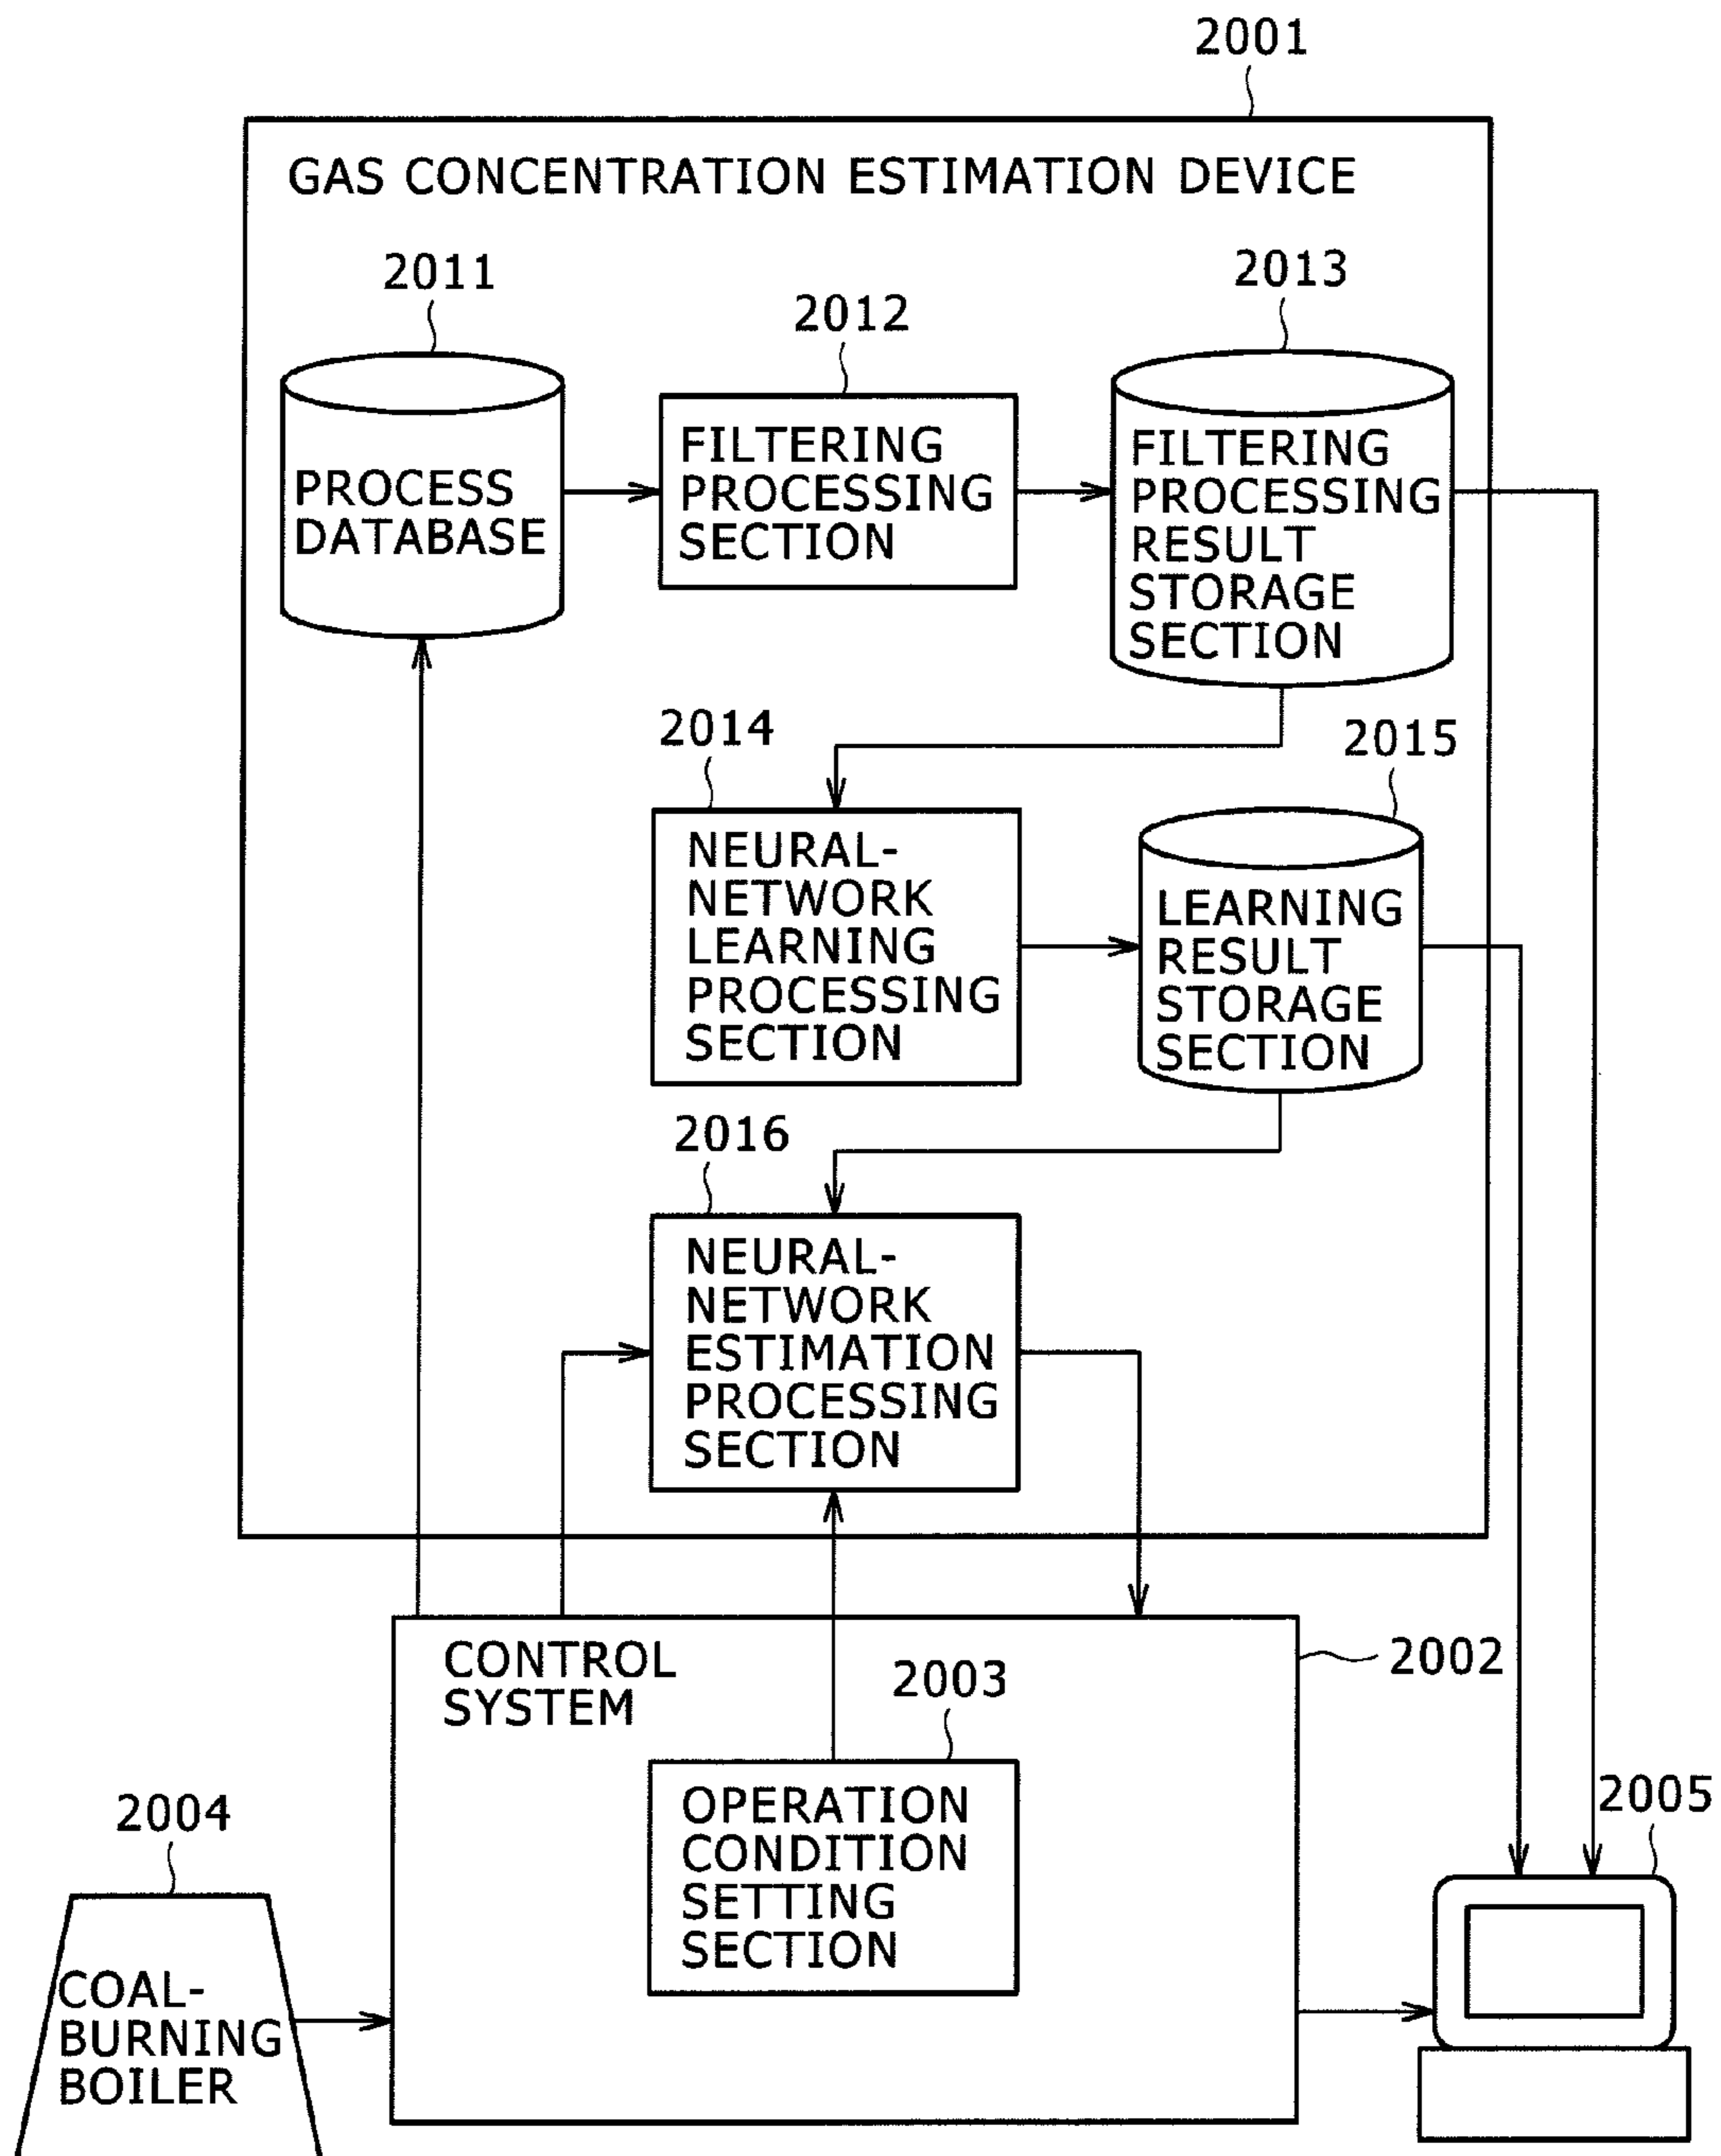 2001
GAS CONCENTRATION ESTIMATION DEVICE
2011
2012
2013
PROCESS
DATABASE
FILTERING
PROCESSING
SECTION
FILTERING
PROCESSING
RESULT
STORAGE
SECTION
2014
2015
NEURAL-
NETWORK
LEARNING
PROCESSING
SECTION
LEARNING
RESULT
STORAGE
SECTION
2016
NEURAL-
NETWORK
ESTIMATION
PROCESSING
SECTION
CONTROL
SYSTEM
2002
2003
OPERATION
CONDITION
SETTING
SECTION
2004
COAL-
BURNING
BOILER
2005